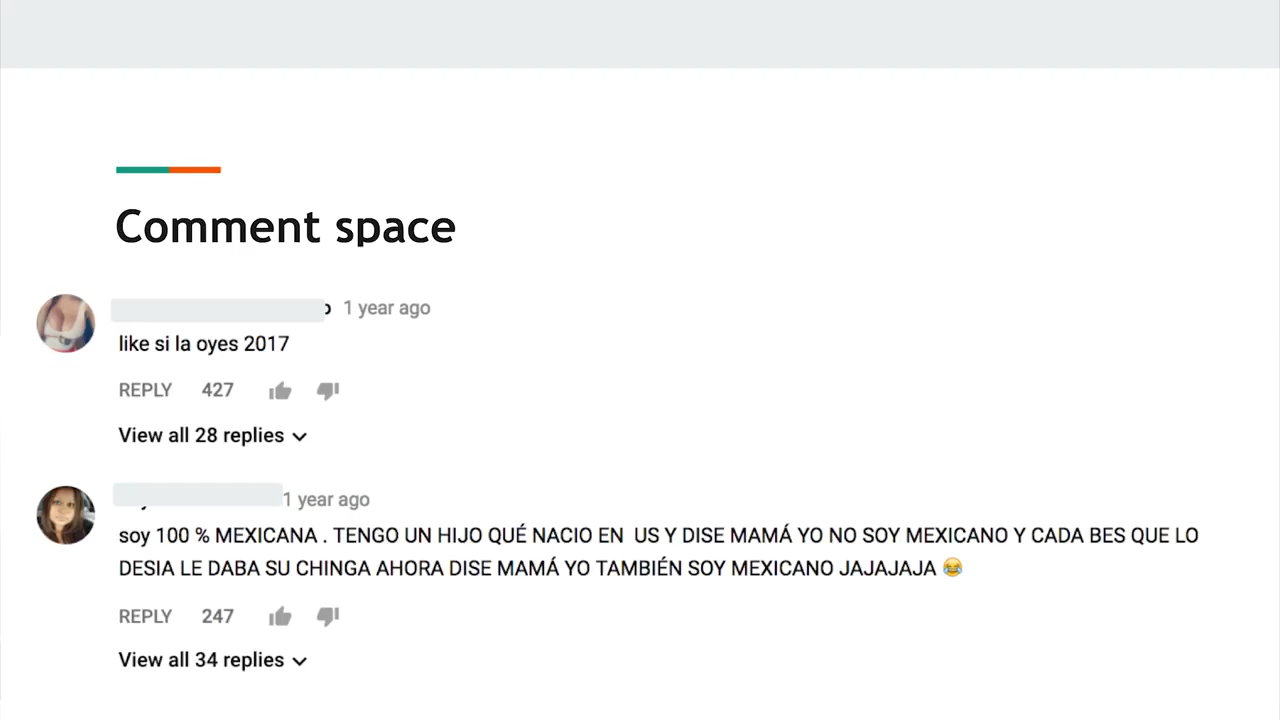 Comment space
1 year ago
like si la oyes 2017
REPLY 427
View all 28 replies
1 year ago
soy 100 % MEXICANA . TENGO UN HIJO QUÉ NACIO EN US Y DISE MAMÁ YO NO SOY MEXICANO Y CADA BES QUE LO
DESIA LE DABA SU CHINGA AHORA DISE MAMÁ YO TAMBIÉN SOY MEXICANO JAJAJAJA 😂
REPLY 247
View all 34 replies